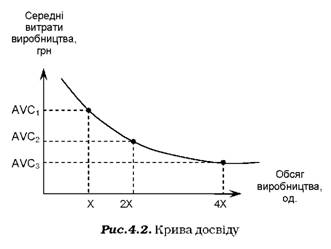 Середні
витрати
виробництва,
грн
AVC₁
AVC₂
AVC₃
X
2X
4X
Обсяг
виробництва,
од.
Рис.4.2. Крива досвіду